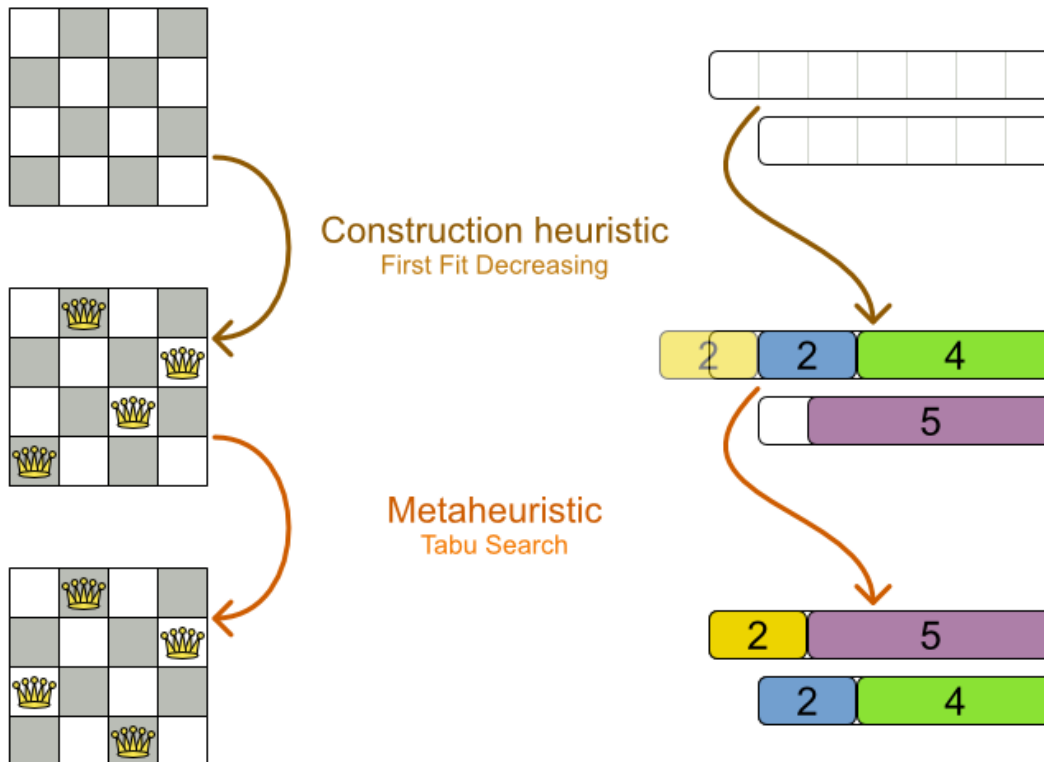 Construction heuristic
First Fit Decreasing
2 2 4
5
Metaheuristic
Tabu Search
2 5
2 4